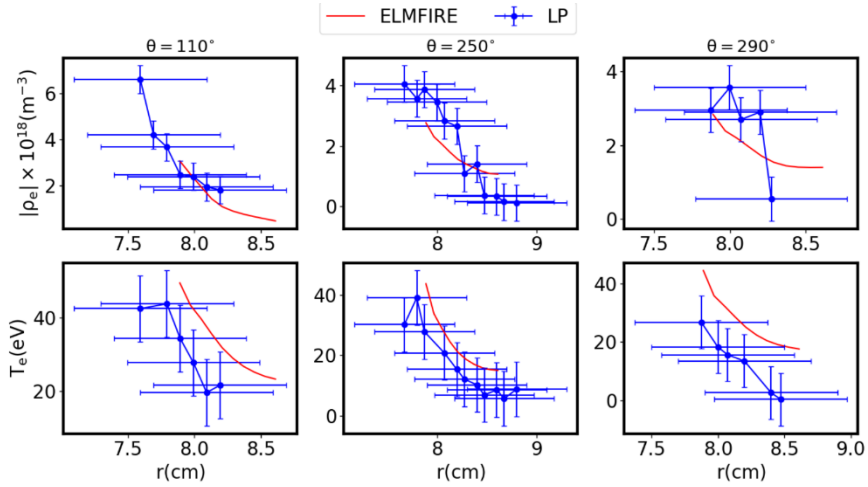 ELMFIRE LP
θ = 110° θ = 250° θ = 290°
|ρe| × 10^18(m^−3)
6
4
2
7.5 8.0 8.5
4
2
0
8 9
4
2
0
7.5 8.0 8.5
Te(eV)
40
20
7.5 8.0 8.5
r(cm)
40
20
0
8 9
r(cm)
40
20
0
7.5 8.0 8.5 9.0
r(cm)